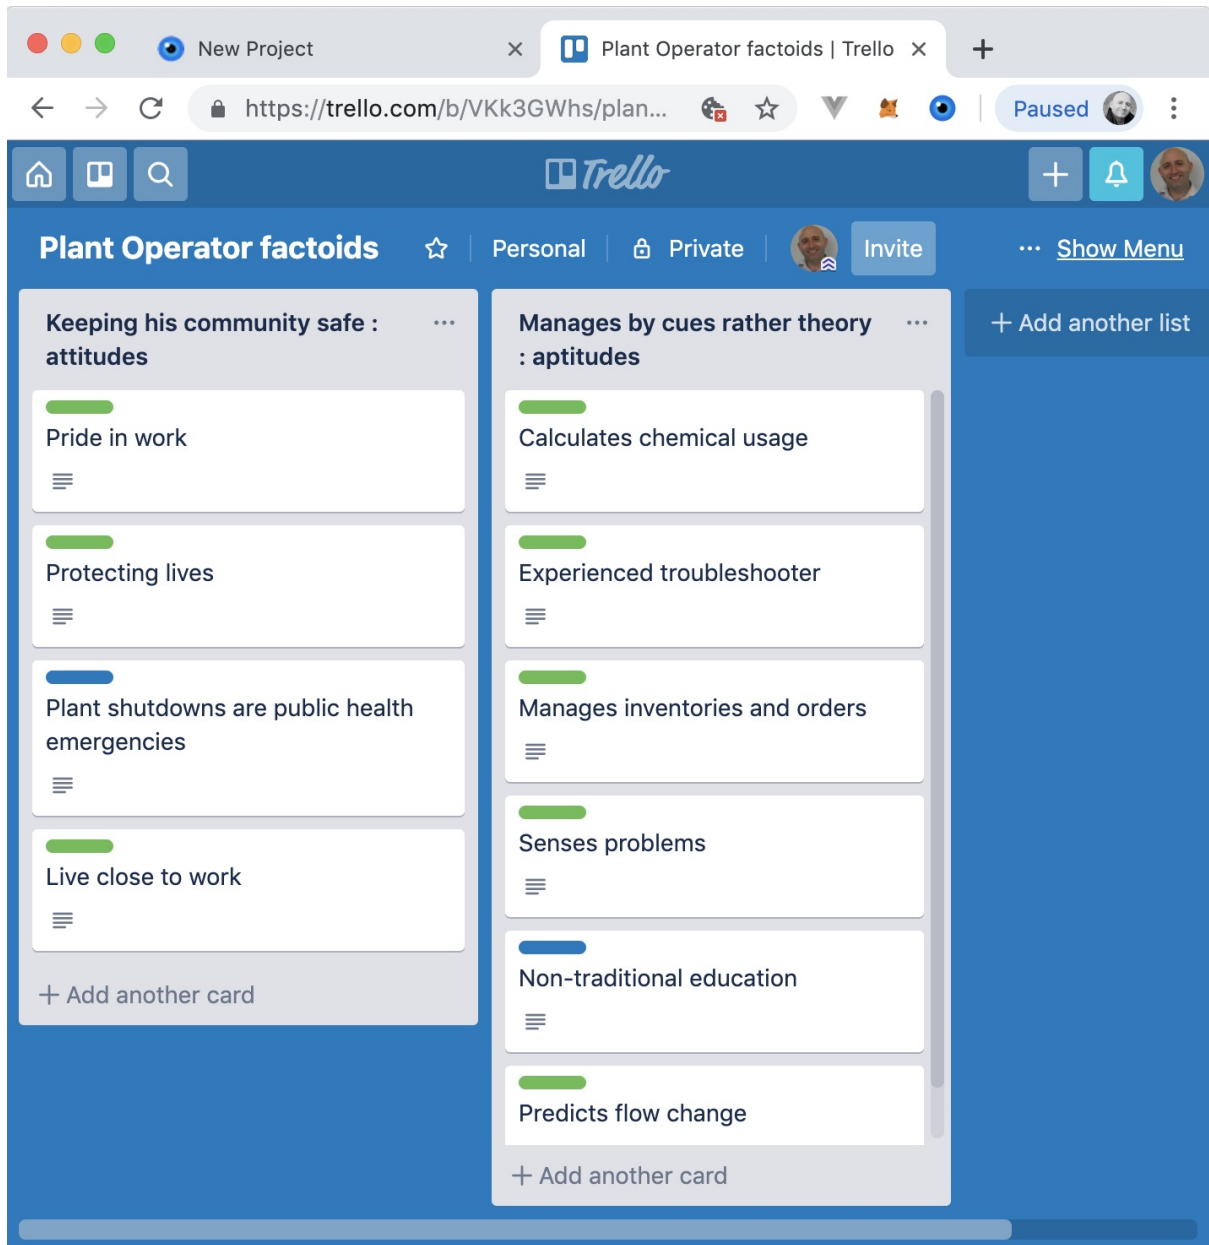 New Project
Plant Operator factoids | Trello
https://trello.com/b/VKk3GWhs/plan...
Paused
Trello
Plant Operator factoids
Personal
Private
Invite
... Show Menu
Keeping his community safe :
attitudes
Pride in work
Protecting lives
Plant shutdowns are public health
emergencies
Live close to work
+ Add another card
Manages by cues rather theory
: aptitudes
Calculates chemical usage
Experienced troubleshooter
Manages inventories and orders
Senses problems
Non-traditional education
Predicts flow change
+ Add another card
+ Add another list